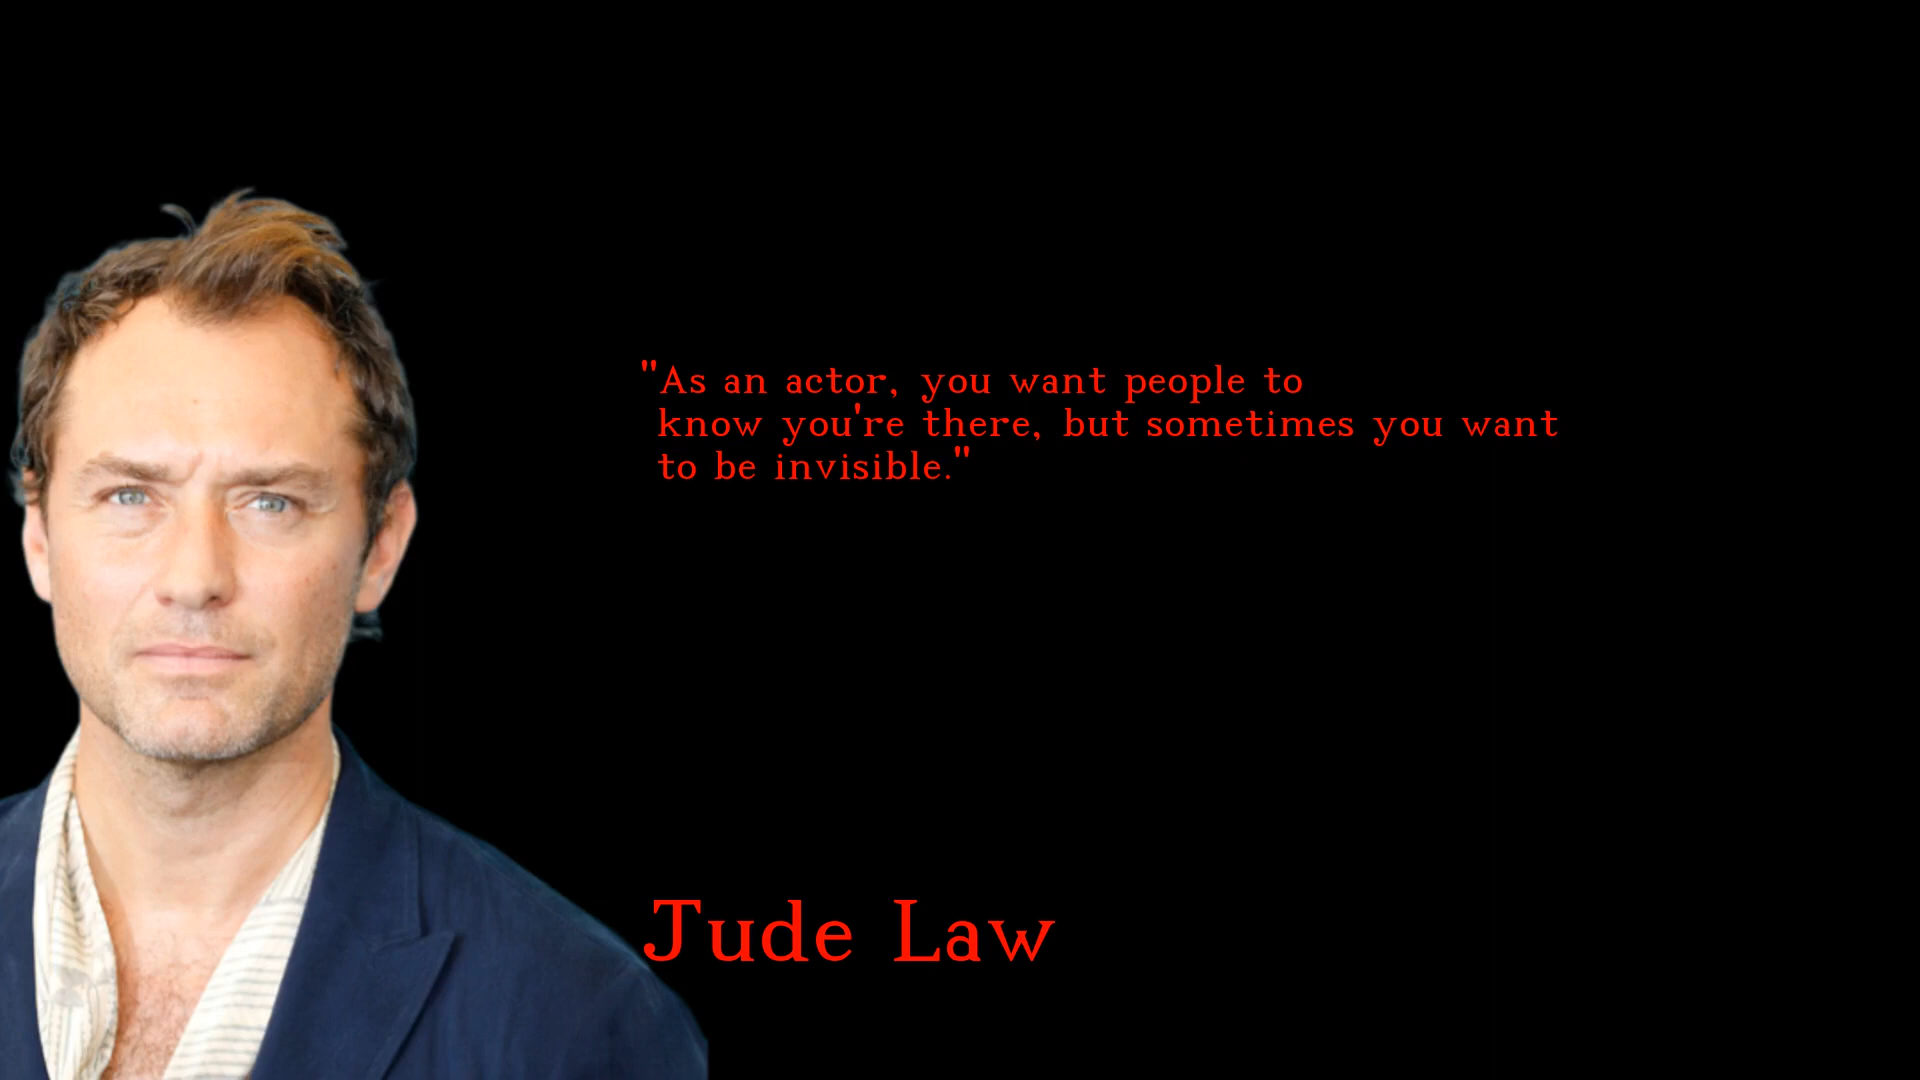 "As an actor, you want people to
know you're there, but sometimes you want
to be invisible."
Jude Law